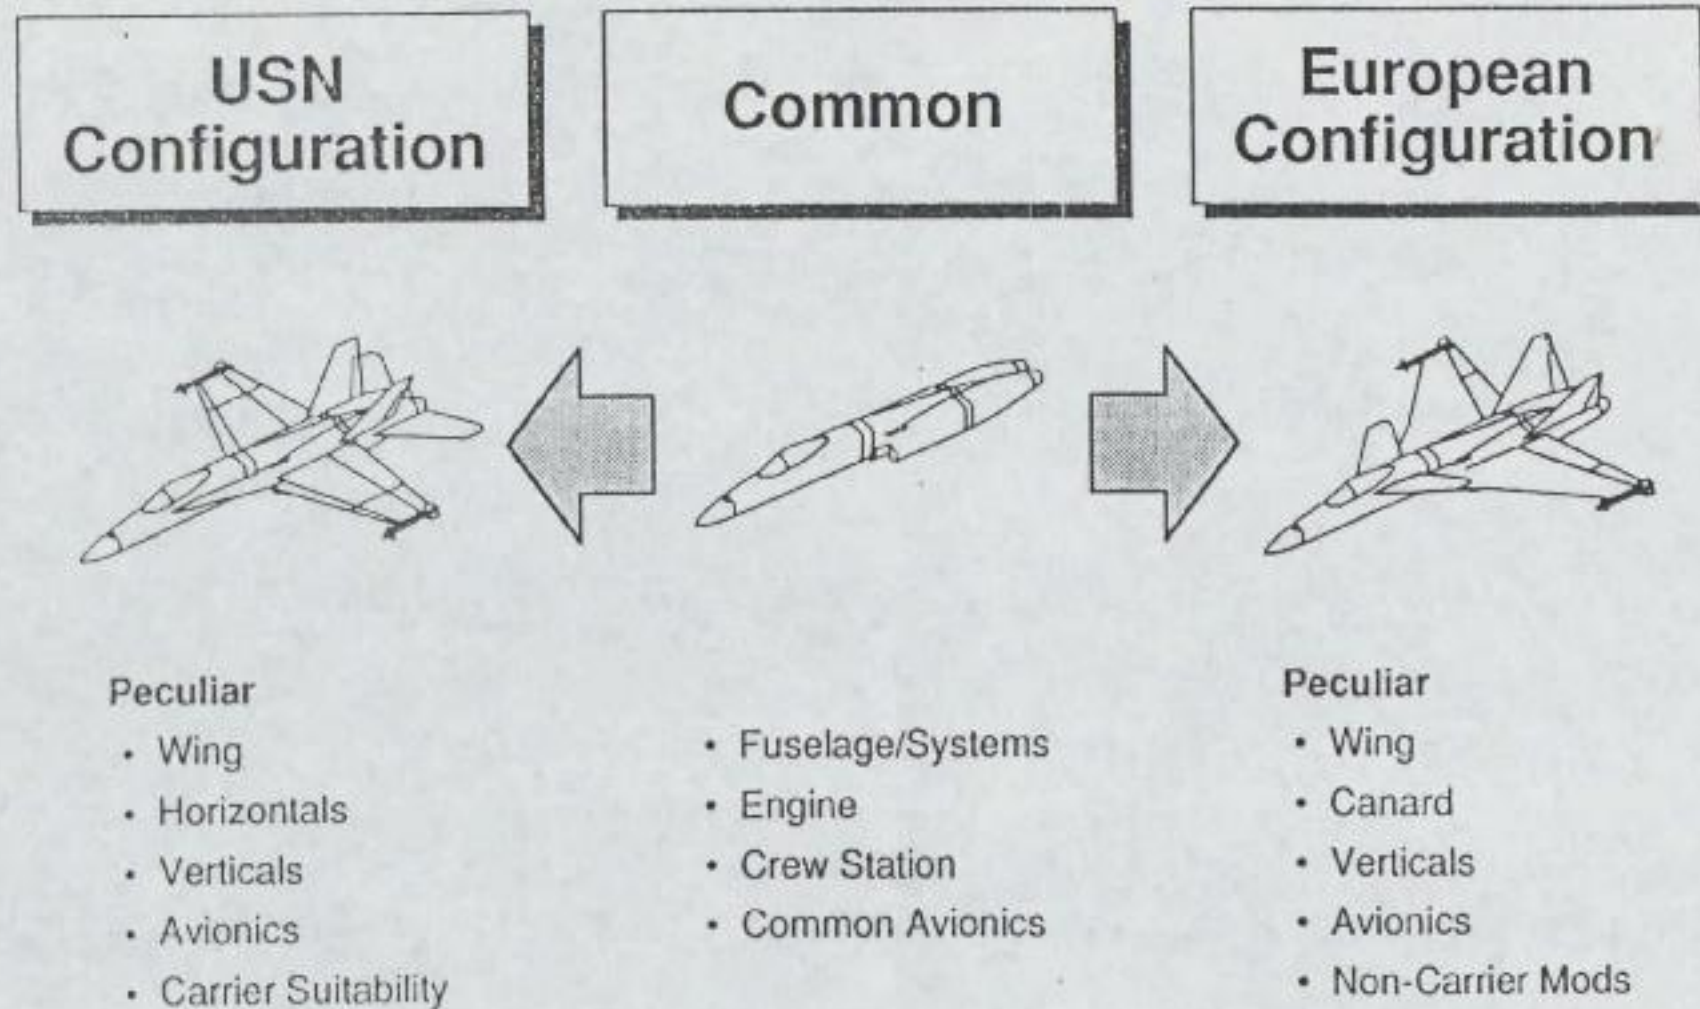 USN
Configuration
Common
European
Configuration
Peculiar
• Wing
• Horizontals
• Verticals
• Avionics
• Carrier Suitability
• Fuselage/Systems
• Engine
• Crew Station
• Common Avionics
Peculiar
• Wing
• Canard
• Verticals
• Avionics
• Non-Carrier Mods